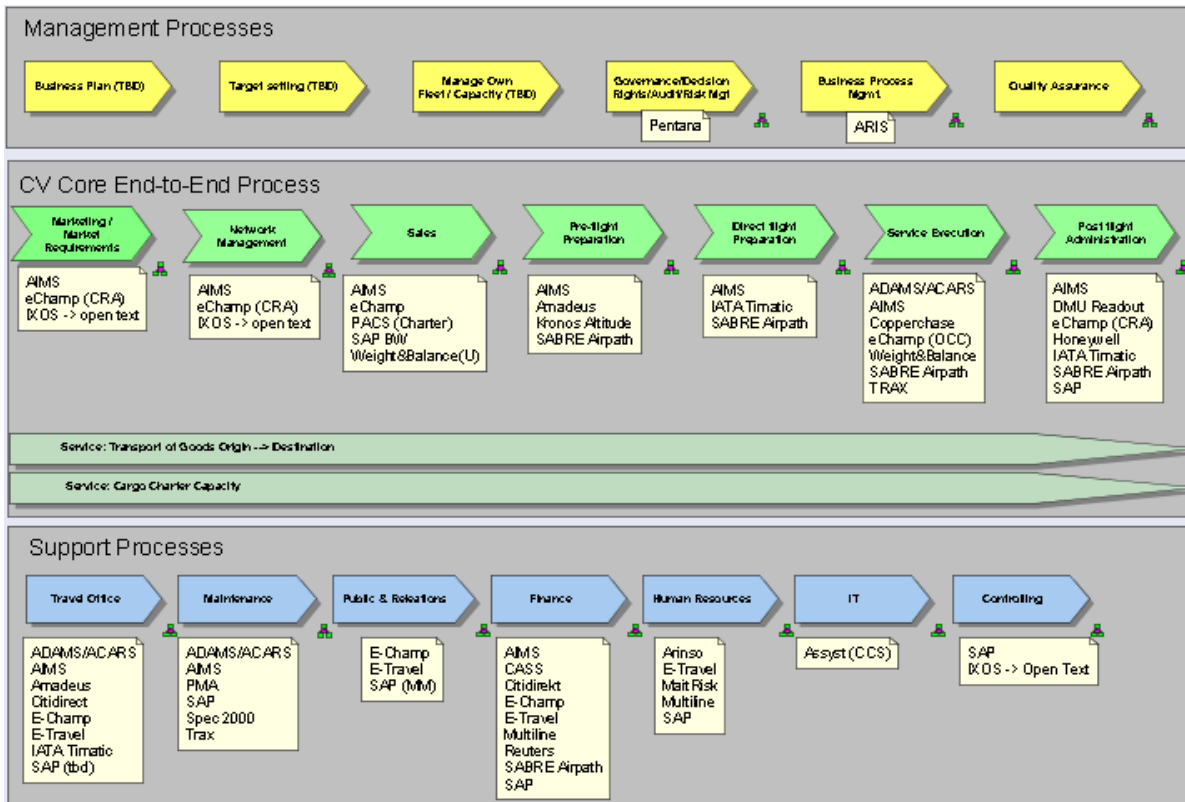 Management Processes
Business Plan (TBD)
Target setting (TBD)
Manage Own
Fleet / Capacity (TBD)
Governance/Decision
Rights/Audit/Risk Mgt
Business Process
Mgmt.
Quality Assurance
Pentana
ARIS
CV Core End-to-End Process
Marketing /
Market
Requirements
Network
Management
Sales
Pre-flight
Preparation
Direct flight
Preparation
Service Execution
Post flight
Administration
AIMS
eChamp (CRA)
IXOS -> open text
AIMS
eChamp (CRA)
IXOS -> open text
AIMS
eChamp
PACS (Charter)
SAP BW
Weight&Balance(U)
AIMS
Amadeus
Kronos Altitude
SABRE Airpath
AIMS
IATA Timatic
SABRE Airpath
ADAMS/ACARS
AIMS
Copperchase
eChamp (OCC)
Weight&Balance
SABRE Airpath
TRAX
AIMS
DMU Readout
eChamp (CRA)
Honeywell
IATA Timatic
SABRE Airpath
SAP
Service: Transport of Goods Origin --> Destination
Service: Cargo Charter Capacity
Support Processes
Travel Office
Maintenance
Public & Releations
Finance
Human Resources
IT
Controlling
ADAMS/ACARS
AIMS
Amadeus
Citidirect
E-Champ
E-Travel
IATA Timatic
SAP (tbd)
ADAMS/ACARS
AIMS
PMA
SAP
Spec 2000
Trax
E-Champ
E-Travel
SAP (MM)
AIMS
CASS
Citidirekt
E-Champ
E-Travel
Multiline
Reuters
SABRE Airpath
SAP
Arinso
E-Travel
Mait Risk
Multiline
SAP
Assyst (CCS)
SAP
IXOS -> Open Text